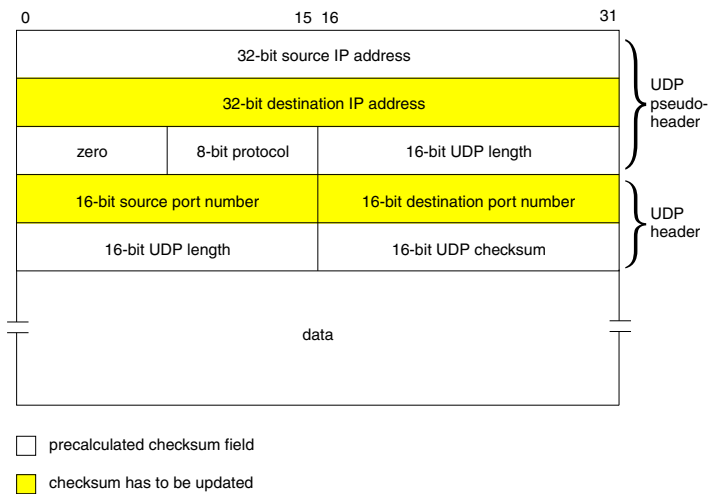 0 15 16 31
32-bit source IP address
32-bit destination IP address
zero 8-bit protocol 16-bit UDP length
UDP
pseudo-
header
16-bit source port number 16-bit destination port number
16-bit UDP length 16-bit UDP checksum
UDP
header
data
precalculated checksum field
checksum has to be updated